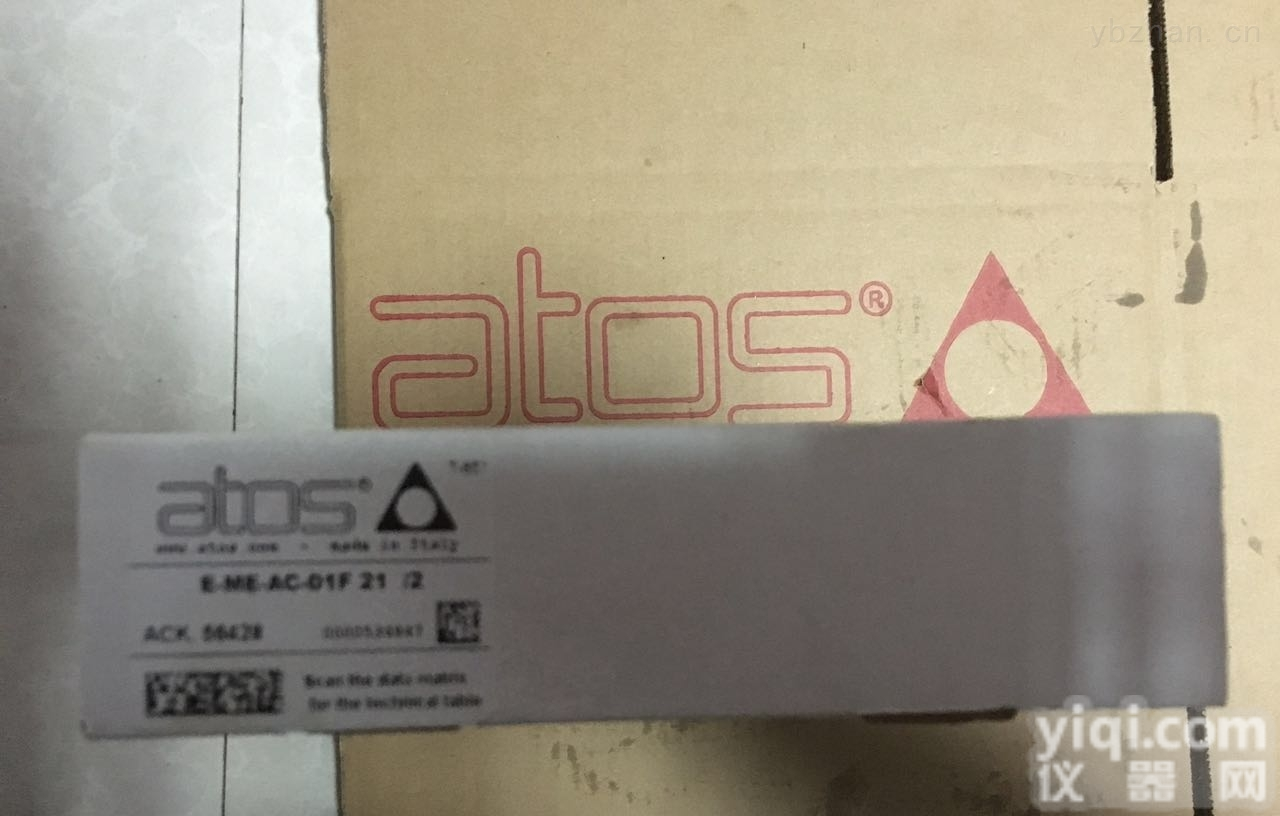 ybzhan.cn
atos®
atos®
www.atos.com - made in Italy
E-ME-AC-01F 21 /2
ACK. 56428
Scan the data matrix
for the technical table
yiqi.com
仪器网